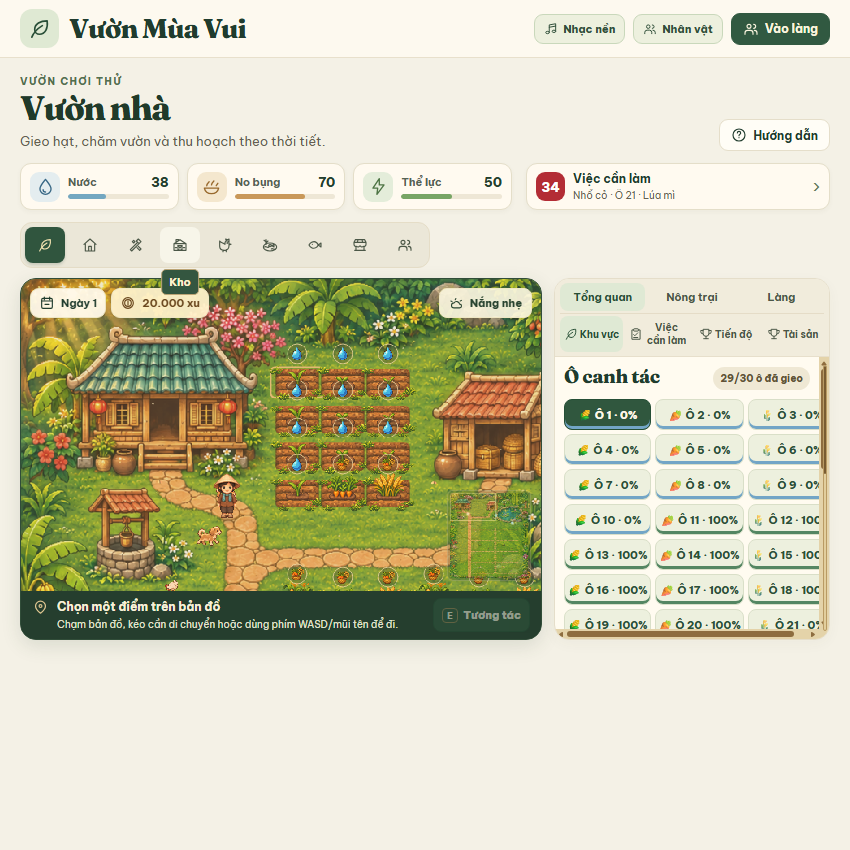 Vườn Mùa Vui
Nhạc nền
Nhân vật
Vào làng
VƯỜN CHƠI THỬ
Vườn nhà
Gieo hạt, chăm vườn và thu hoạch theo thời tiết.
Hướng dẫn
Nước 38
No bụng 70
Thể lực 50
34 Việc cần làm
Nhổ cỏ · Ô 21 · Lúa mì
Kho
Ngày 1
20.000 xu
Nắng nhẹ
Chọn một điểm trên bản đồ
Chạm bản đồ, kéo cần di chuyển hoặc dùng phím WASD/mũi tên để đi.
E Tương tác
Tổng quan
Nông trại
Làng
Khu vực
Việc
cần làm
Tiến độ
Tài sản
Ô canh tác
29/30 ô đã gieo
Ô 1 · 0%
Ô 2 · 0%
Ô 3 · 0%
Ô 4 · 0%
Ô 5 · 0%
Ô 6 · 0%
Ô 7 · 0%
Ô 8 · 0%
Ô 9 · 0%
Ô 10 · 0%
Ô 11 · 100%
Ô 12 · 100
Ô 13 · 100%
Ô 14 · 100%
Ô 15 · 100
Ô 16 · 100%
Ô 17 · 100%
Ô 18 · 100
Ô 19 · 100%
Ô 20 · 100%
Ô 21 · 0%